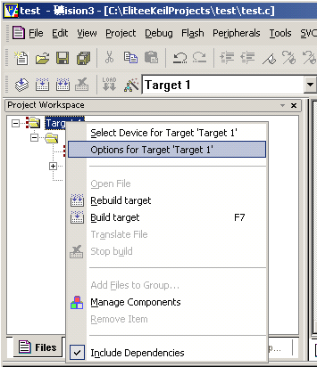 test - µVision3 - [C:\EliteeKeilProjects\test\test.c]
File Edit View Project Debug Flash Peripherals Tools SVC
Target 1
Project Workspace
Select Device for Target 'Target 1'
Options for Target 'Target 1'
Open File
Rebuild target
Build target F7
Translate File
Stop build
Add Files to Group...
Manage Components
Remove Item
Files
Include Dependencies